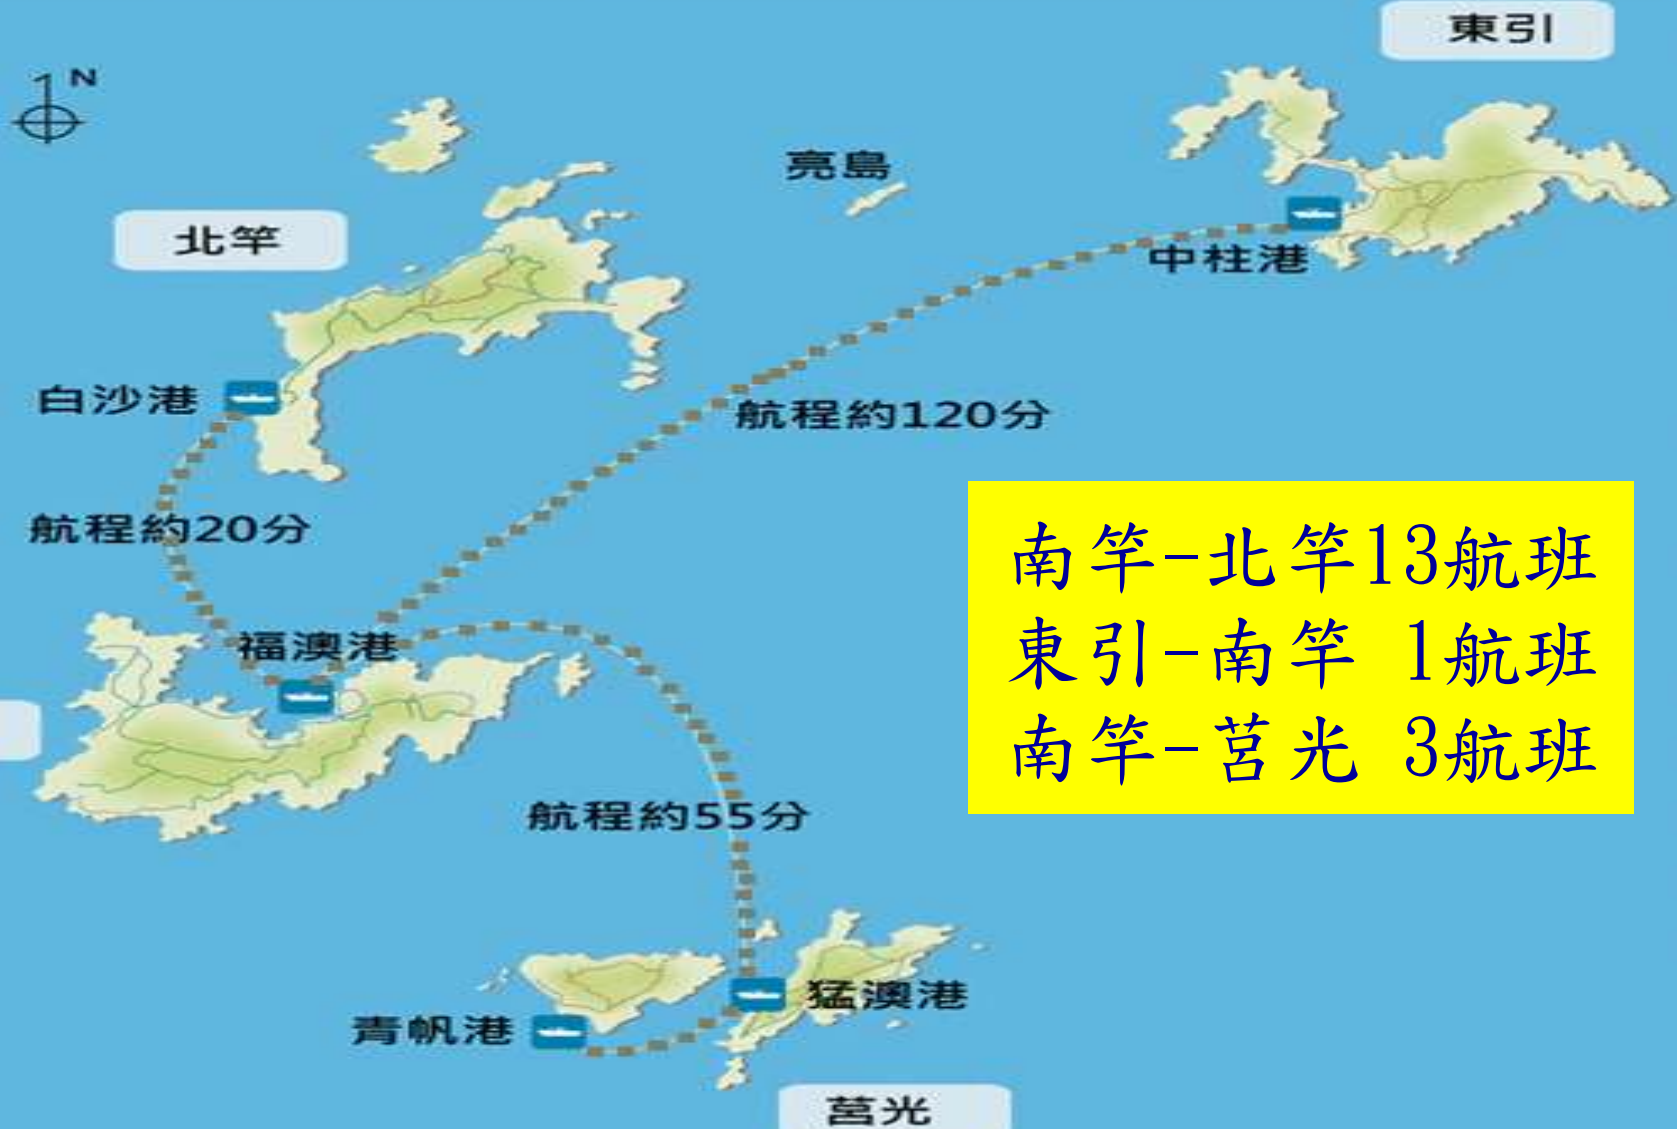 東引
N
亮島
北竿
中柱港
白沙港
航程約120分
航程約20分
南竿-北竿13航班
東引-南竿 1航班
南竿-莒光 3航班
福澳港
航程約55分
猛澳港
青帆港
莒光